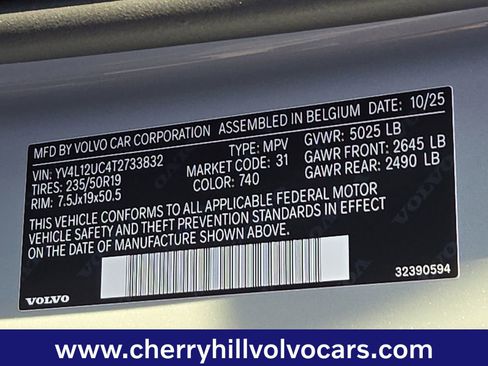 MFD BY VOLVO CAR CORPORATION ASSEMBLED IN BELGIUM DATE: 10/25
VIN: YV4L12UC4T2733832 TYPE: MPV GVWR: 5025 LB
TIRES: 235/50R19 MARKET CODE: 31 GAWR FRONT: 2645 LB
RIM: 7.5Jx19x50.5 COLOR: 740 GAWR REAR: 2490 LB
THIS VEHICLE CONFORMS TO ALL APPLICABLE FEDERAL MOTOR
VEHICLE SAFETY AND THEFT PREVENTION STANDARDS IN EFFECT
ON THE DATE OF MANUFACTURE SHOWN ABOVE.
VOLVO 32390594
www.cherryhillvolvocars.com